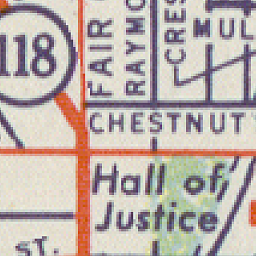 118
FAIR
RAYMO
CRES
MUL
CHESTNUT
Hall of
Justice
ST.